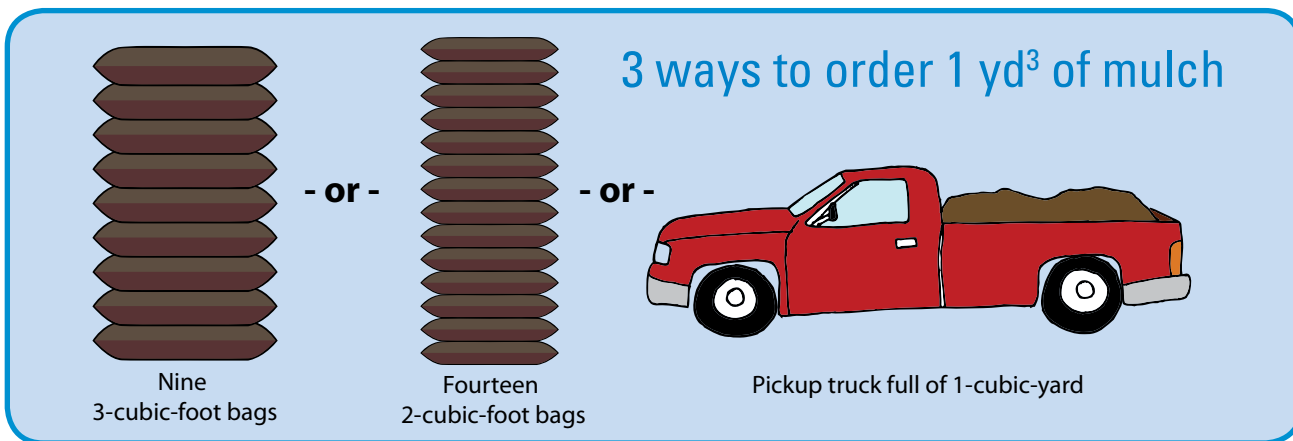 3 ways to order 1 yd³ of mulch
- or -
- or -
Nine
3-cubic-foot bags
Fourteen
2-cubic-foot bags
Pickup truck full of 1-cubic-yard